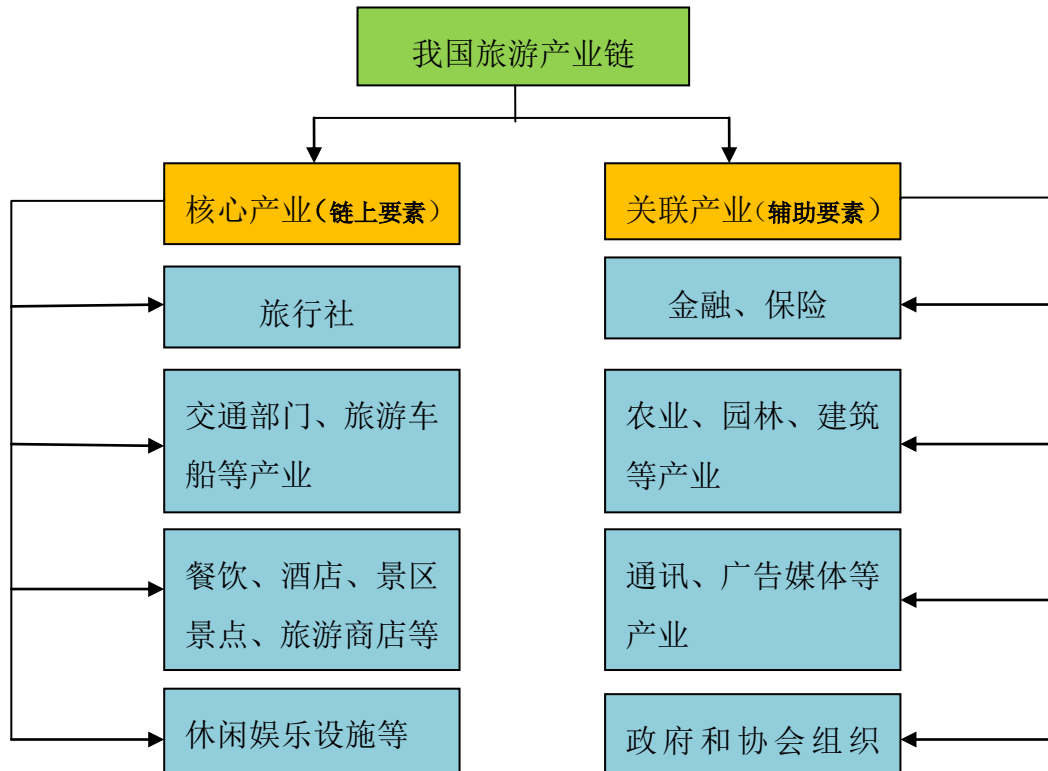 我国旅游产业链
核心产业（链上要素）
旅行社
交通部门、旅游车
船等产业
餐饮、酒店、景区
景点、旅游商店等
休闲娱乐设施等
关联产业（辅助要素）
金融、保险
农业、园林、建筑
等产业
通讯、广告媒体等
产业
政府和协会组织